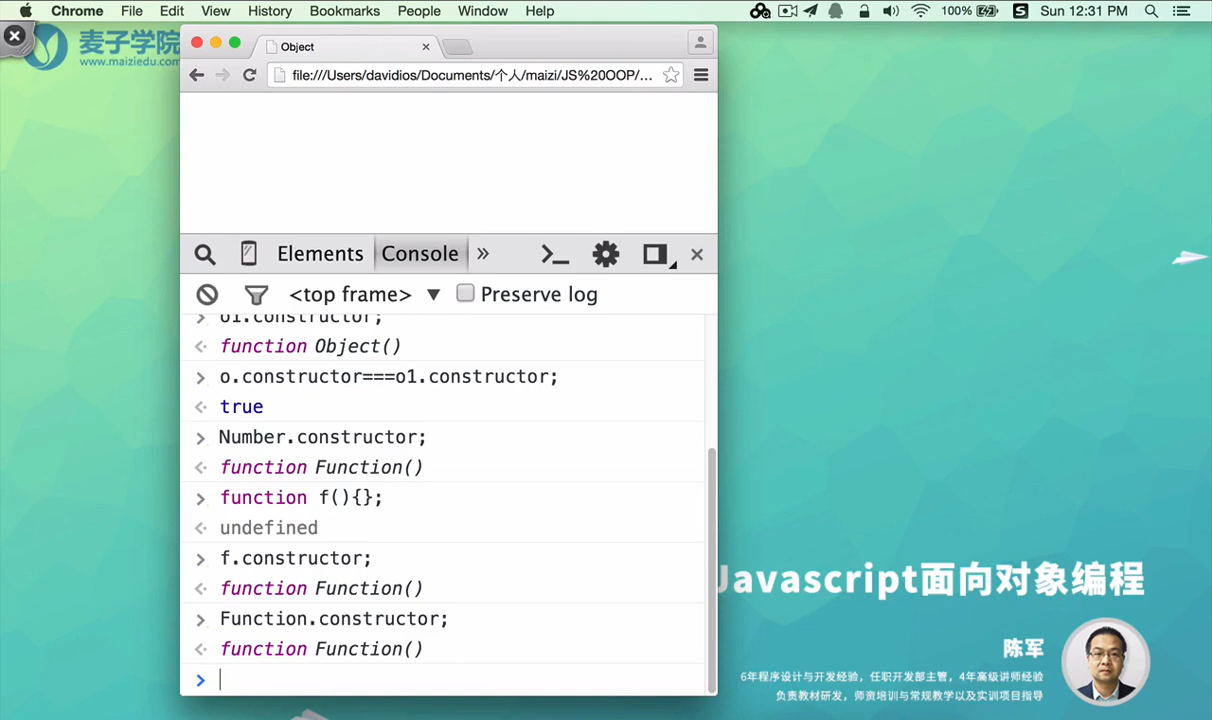 Chrome File Edit View History Bookmarks People Window Help 100% Sun 12:31 PM
麦子学院
www.maiziedu.com
Object
file:///Users/davidios/Documents/个人/maizi/JS%20OOP/...
Elements Console »
<top frame> ▼ Preserve log
o1.constructor;
function Object()
o.constructor===o1.constructor;
true
Number.constructor;
function Function()
function f(){};
undefined
f.constructor;
function Function()
Function.constructor;
function Function()
Javascript面向对象编程
陈军
6年程序设计与开发经验，任职开发部主管，4年高级讲师经验
负责教材研发，师资培训与常规教学以及实训项目指导